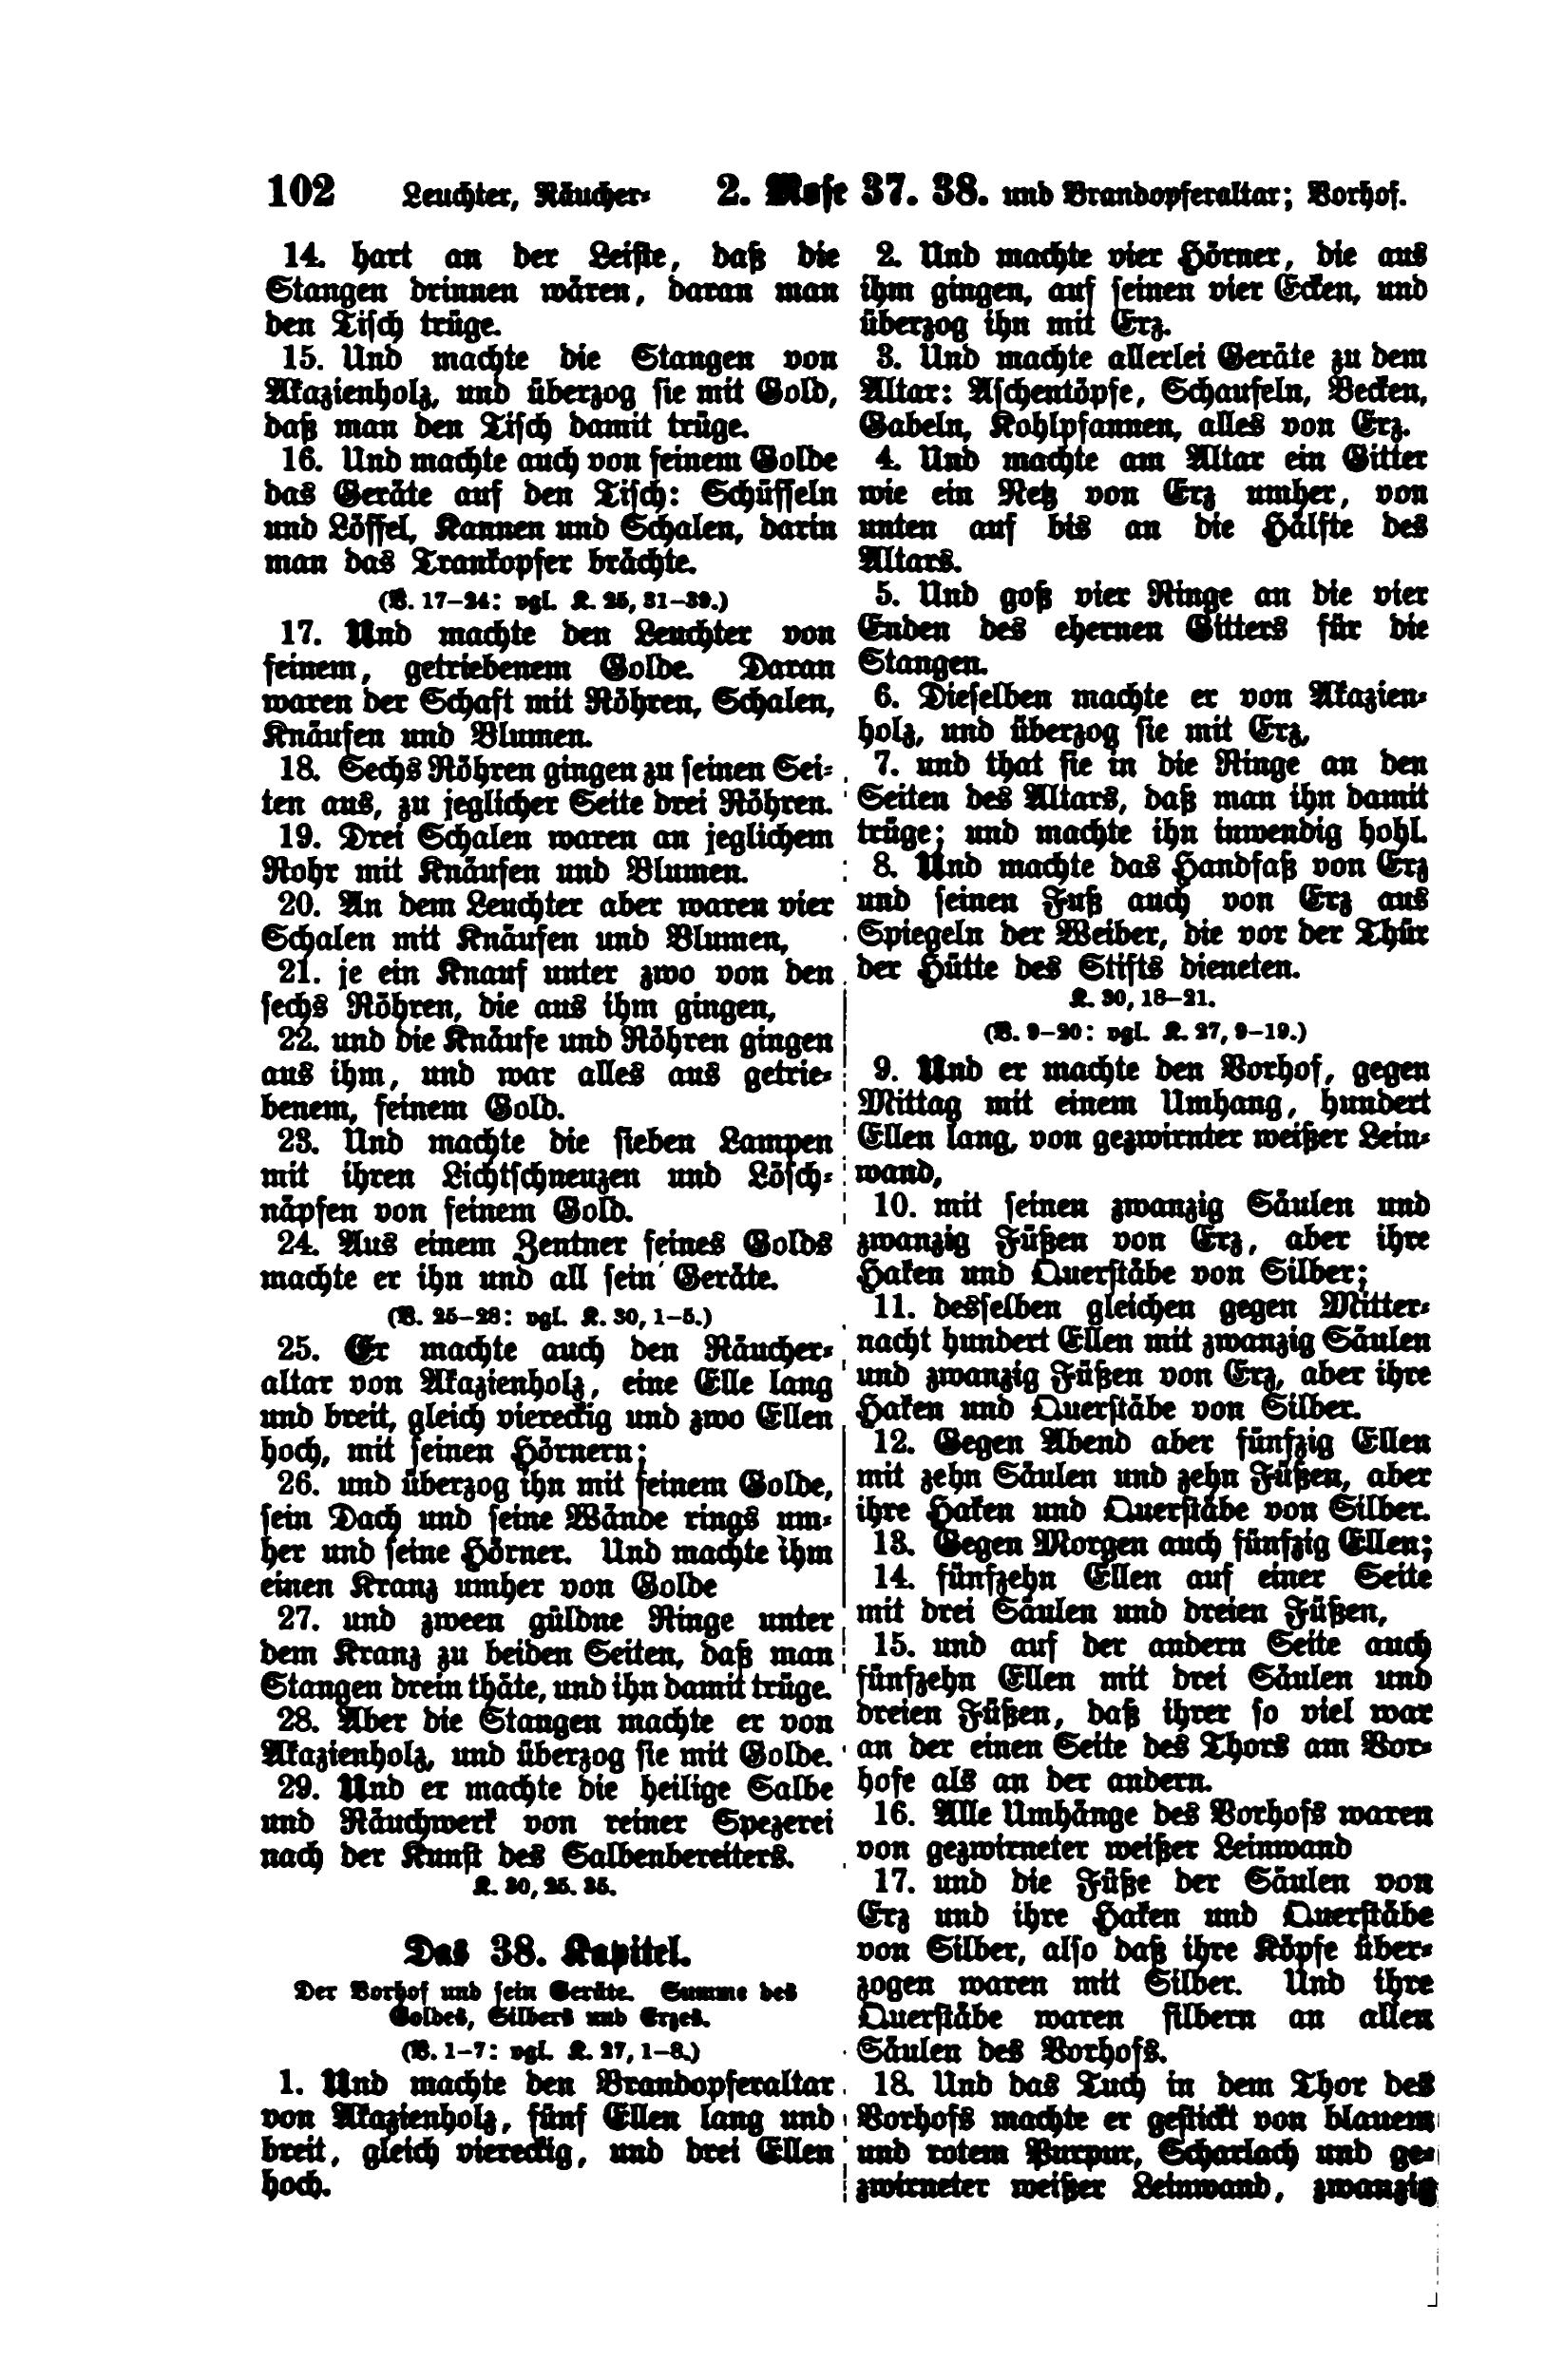 102 Leuchter, Räucher- 2. Mose 37. 38. und Brandopferaltar; Vorhof.
14. hart an der Leiste, daß die
Stangen drinnen wären, daran man
den Tisch trüge.
15. Und machte die Stangen von
Akazienholz, und überzog sie mit Gold,
daß man den Tisch damit trüge.
16. Und machte auch von feinem Golde
das Geräte auf den Tisch: Schüsseln
und Löffel, Kannen und Schalen, darin
man das Trankopfer brächte.
(V. 17–24: vgl. K. 25, 31–39.)
17. Und machte den Leuchter von
feinem, getriebenem Golde. Daran
waren der Schaft mit Röhren, Schalen,
Knäufen und Blumen.
18. Sechs Röhren gingen zu seinen Sei-
ten aus, zu jeglicher Seite drei Röhren.
19. Drei Schalen waren an jeglichem
Rohr mit Knäufen und Blumen.
20. An dem Leuchter aber waren vier
Schalen mit Knäufen und Blumen,
21. je ein Knauf unter zwo von den
sechs Röhren, die aus ihm gingen,
22. und die Knäufe und Röhren gingen
aus ihm, und war alles aus getrie-
benem, feinem Gold.
23. Und machte die sieben Lampen
mit ihren Lichtschneuzen und Lösch-
näpfen von feinem Gold.
24. Aus einem Zentner feines Golds
machte er ihn und all sein Geräte.
(V. 25–28: vgl. K. 30, 1–5.)
25. Er machte auch den Räucher-
altar von Akazienholz, eine Elle lang
und breit, gleich viereckig und zwo Ellen
hoch, mit seinen Hörnern;
26. und überzog ihn mit feinem Golde,
sein Dach und seine Wände rings um-
her und seine Hörner. Und machte ihm
einen Kranz umher von Golde
27. und zween güldne Ringe unter
dem Kranz zu beiden Seiten, daß man
Stangen drein thäte, und ihn damit trüge.
28. Aber die Stangen machte er von
Akazienholz, und überzog sie mit Golde.
29. Und er machte die heilige Salbe
und Räuchwerk von reiner Spezerei
nach der Kunst des Salbenbereiters.
K. 30, 25. 35.
Das 38. Kapitel.
Der Vorhof und sein Geräte. Summe des
Goldes, Silbers und Erzes.
(V. 1–7: vgl. K. 27, 1–8.)
1. Und machte den Brandopferaltar
von Akazienholz, fünf Ellen lang und
breit, gleich viereckig, und drei Ellen
hoch.
2. Und machte vier Hörner, die aus
ihm gingen, auf seinen vier Ecken, und
überzog ihn mit Erz.
3. Und machte allerlei Geräte zu dem
Altar: Aschentöpfe, Schaufeln, Becken,
Gabeln, Kohlpfannen, alles von Erz.
4. Und machte am Altar ein Gitter
wie ein Netz von Erz umher, von
unten auf bis an die Hälfte des
Altars.
5. Und goß vier Ringe an die vier
Enden des ehernen Gitters für die
Stangen.
6. Dieselben machte er von Akazien-
holz, und überzog sie mit Erz,
7. und that sie in die Ringe an den
Seiten des Altars, daß man ihn damit
trüge; und machte ihn inwendig hohl.
8. Und machte das Handfaß von Erz
und seinen Fuß auch von Erz aus
Spiegeln der Weiber, die vor der Thür
der Hütte des Stifts dieneten.
K. 30, 18–21.
(V. 9–20: vgl. K. 27, 9–19.)
9. Und er machte den Vorhof, gegen
Mittag mit einem Umhang, hundert
Ellen lang, von gezwirnter weißer Lein-
wand,
10. mit seinen zwanzig Säulen und
zwanzig Füßen von Erz, aber ihre
Haken und Querstäbe von Silber;
11. desselben gleichen gegen Mitter-
nacht hundert Ellen mit zwanzig Säulen
und zwanzig Füßen von Erz, aber ihre
Haken und Querstäbe von Silber.
12. Gegen Abend aber fünfzig Ellen
mit zehn Säulen und zehn Füßen, aber
ihre Haken und Querstäbe von Silber.
13. Gegen Morgen auch fünfzig Ellen;
14. fünfzehn Ellen auf einer Seite
mit drei Säulen und dreien Füßen,
15. und auf der andern Seite auch
fünfzehn Ellen mit drei Säulen und
dreien Füßen, daß ihrer so viel war
an der einen Seite des Thors am Vor-
hofe als an der andern.
16. Alle Umhänge des Vorhofs waren
von gezwirneter weißer Leinwand
17. und die Füße der Säulen von
Erz und ihre Haken und Querstäbe
von Silber, also daß ihre Köpfe über-
zogen waren mit Silber. Und ihre
Querstäbe waren silbern an allen
Säulen des Vorhofs.
18. Und das Tuch in dem Thor des
Vorhofs machte er gestickt von blauem
und rotem Purpur, Scharlach und ge-
zwirneter weißer Leinwand, zwanzig